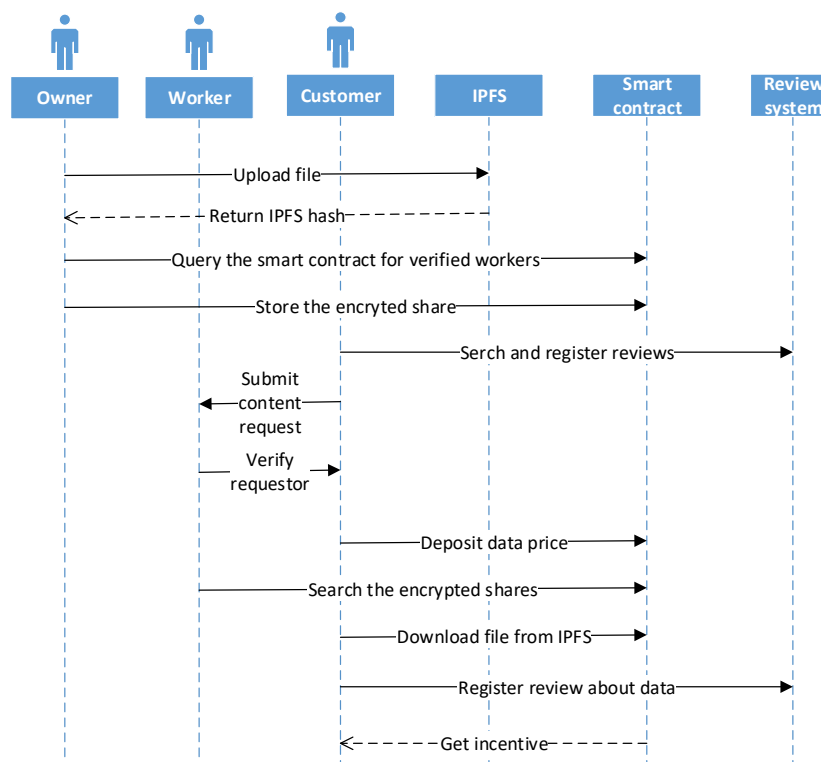 Owner
Worker
Customer
IPFS
Smart
contract
Review
system
Upload file
Return IPFS hash
Query the smart contract for verified workers
Store the encryted share
Serch and register reviews
Submit
content
request
Verify
requestor
Deposit data price
Search the encrypted shares
Download file from IPFS
Register review about data
Get incentive